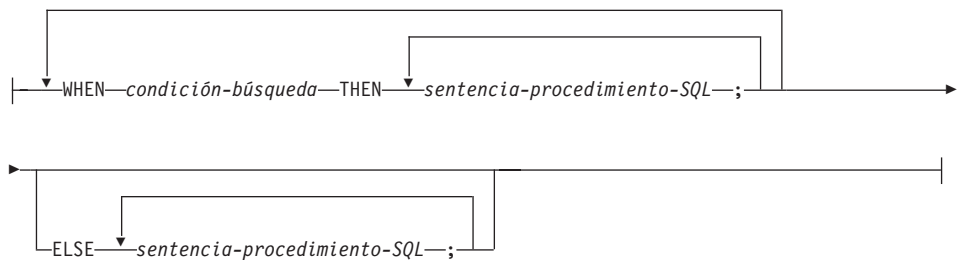 WHEN condición-búsqueda THEN sentencia-procedimiento-SQL ;
ELSE sentencia-procedimiento-SQL ;